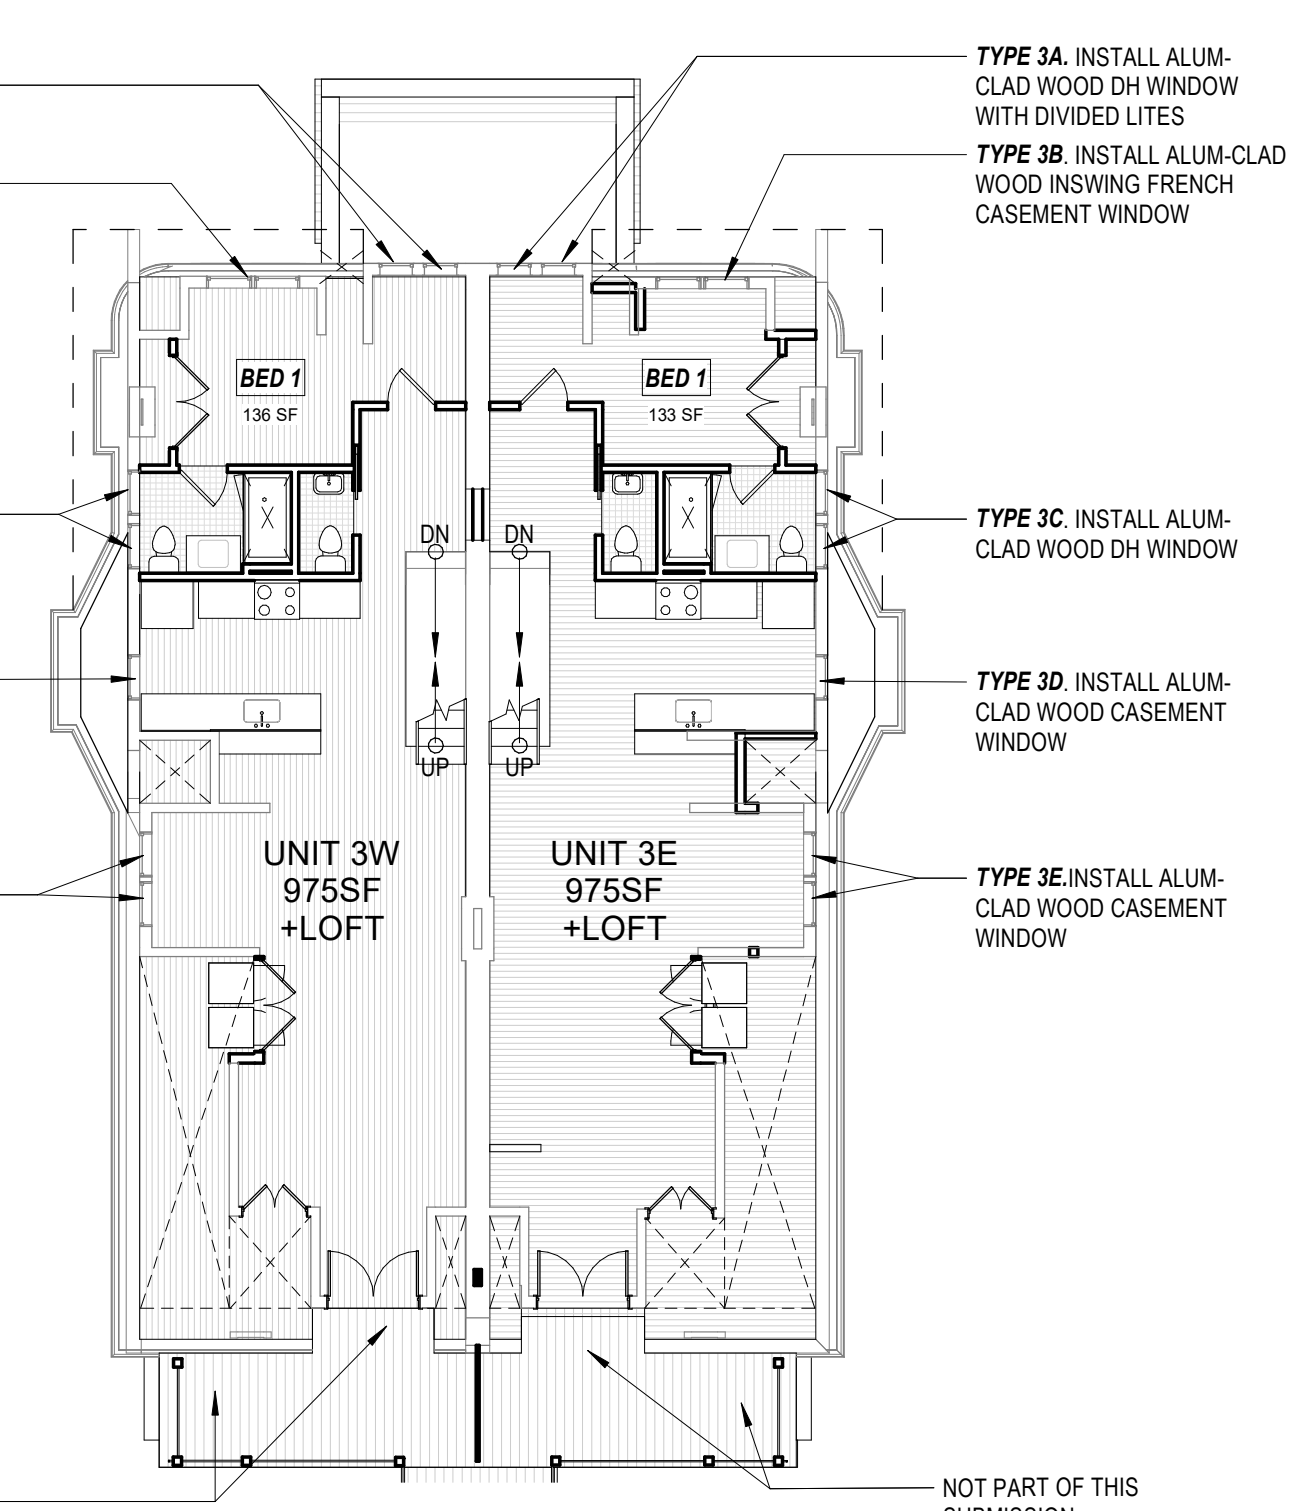 TYPE 3A. INSTALL ALUM-
CLAD WOOD DH WINDOW
WITH DIVIDED LITES
TYPE 3B. INSTALL ALUM-CLAD
WOOD INSWING FRENCH
CASEMENT WINDOW
BED 1
136 SF
BED 1
133 SF
TYPE 3C. INSTALL ALUM-
CLAD WOOD DH WINDOW
DN
DN
TYPE 3D. INSTALL ALUM-
CLAD WOOD CASEMENT
WINDOW
UP
UP
UNIT 3W
975SF
+LOFT
UNIT 3E
975SF
+LOFT
TYPE 3E.INSTALL ALUM-
CLAD WOOD CASEMENT
WINDOW
NOT PART OF THIS
SUBMISSION